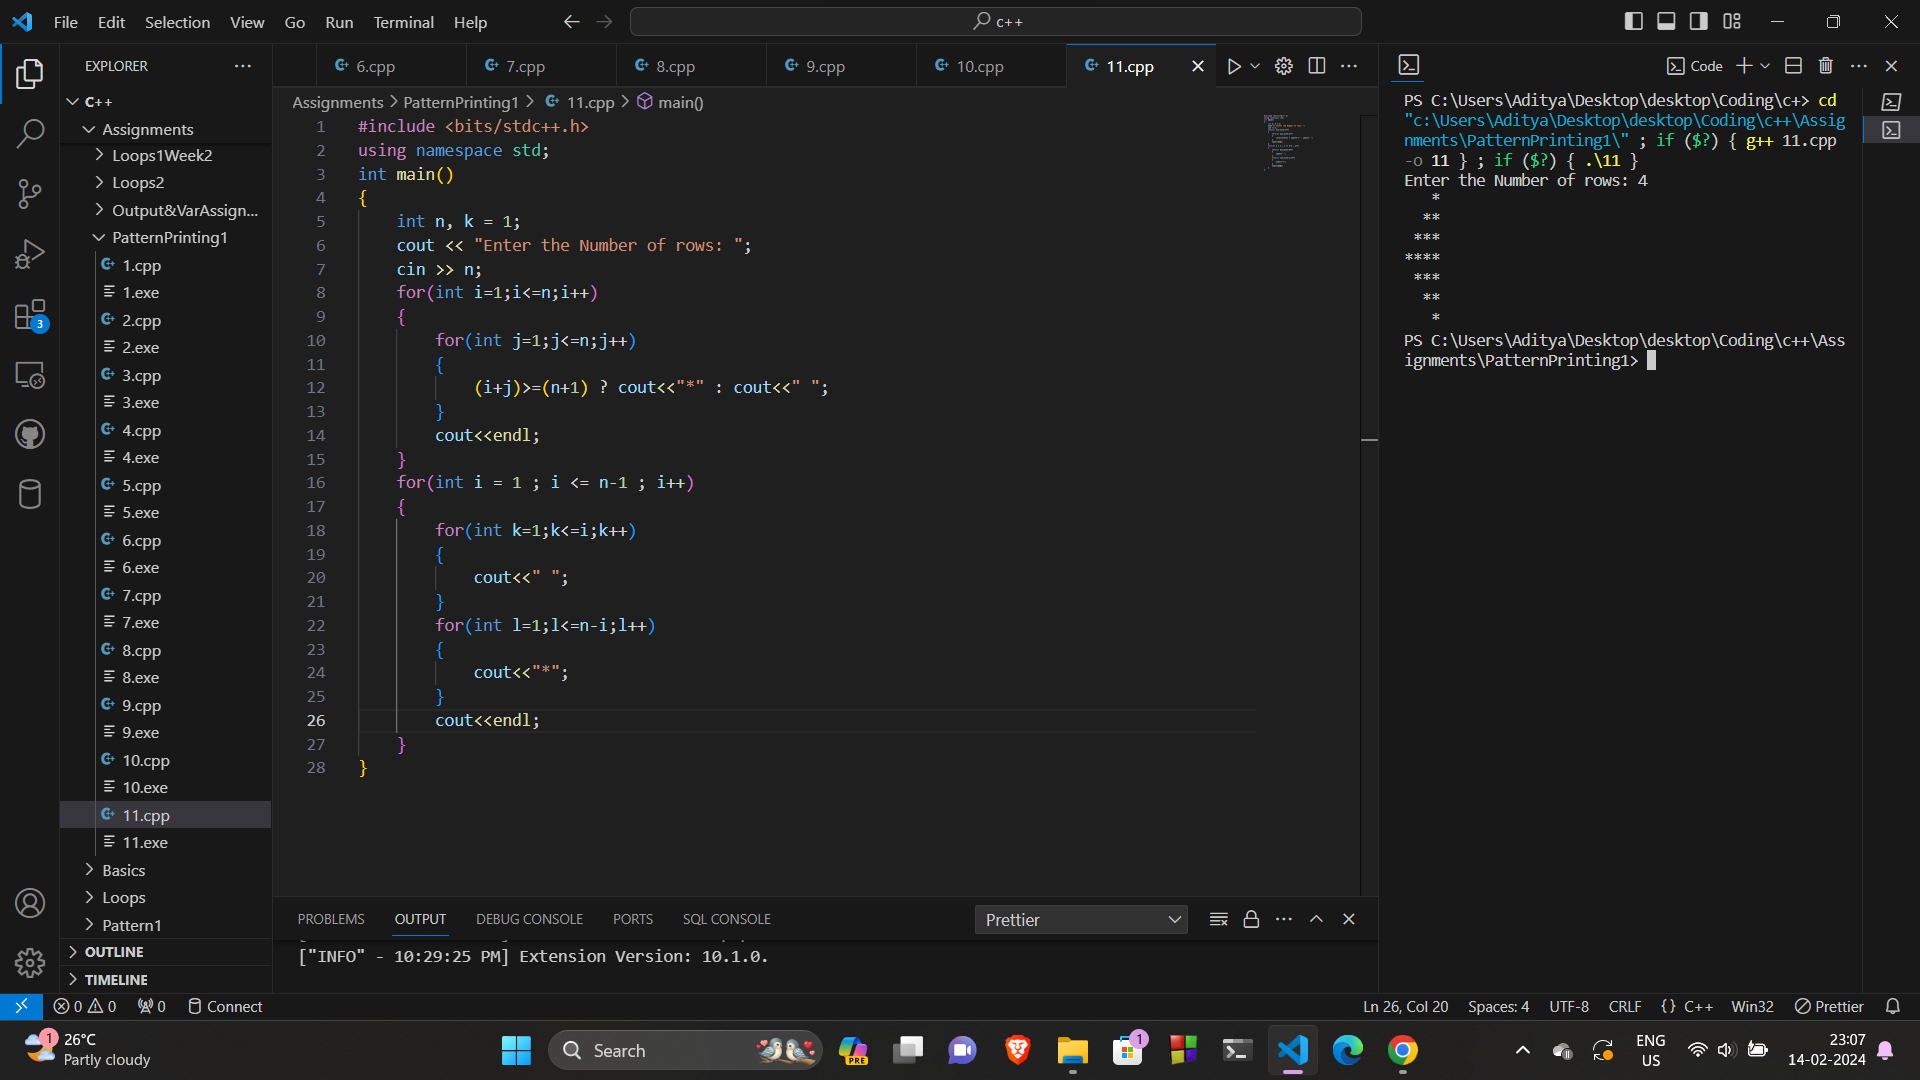 File Edit Selection View Go Run Terminal Help
c++
EXPLORER
C++
Assignments
Loops1Week2
Loops2
Output&VarAssign...
PatternPrinting1
1.cpp
1.exe
2.cpp
2.exe
3.cpp
3.exe
4.cpp
4.exe
5.cpp
5.exe
6.cpp
6.exe
7.cpp
7.exe
8.cpp
8.exe
9.cpp
9.exe
10.cpp
10.exe
11.cpp
11.exe
Basics
Loops
Pattern1
OUTLINE
TIMELINE
3
6.cpp 7.cpp 8.cpp 9.cpp 10.cpp 11.cpp
Assignments > PatternPrinting1 > 11.cpp > main()
1 #include <bits/stdc++.h>
2 using namespace std;
3 int main()
4 {
5     int n, k = 1;
6     cout << "Enter the Number of rows: ";
7     cin >> n;
8     for(int i=1;i<=n;i++)
9     {
10         for(int j=1;j<=n;j++)
11         {
12             (i+j)>=(n+1) ? cout<<"*" : cout<<" ";
13         }
14         cout<<endl;
15     }
16     for(int i = 1 ; i <= n-1 ; i++)
17     {
18         for(int k=1;k<=i;k++)
19         {
20             cout<<" ";
21         }
22         for(int l=1;l<=n-i;l++)
23         {
24             cout<<"*";
25         }
26         cout<<endl;
27     }
28 }
Code
PS C:\Users\Aditya\Desktop\desktop\Coding\c+> cd
"c:\Users\Aditya\Desktop\desktop\Coding\c++\Assig
nments\PatternPrinting1\" ; if ($?) { g++ 11.cpp
-o 11 } ; if ($?) { .\11 }
Enter the Number of rows: 4
   *
  **
 ***
****
 ***
  **
   *
PS C:\Users\Aditya\Desktop\desktop\Coding\c++\Ass
ignments\PatternPrinting1>
PROBLEMS OUTPUT DEBUG CONSOLE PORTS SQL CONSOLE
Prettier
["INFO" - 10:29:25 PM] Extension Version: 10.1.0.
0 0 0 Connect
Ln 26, Col 20 Spaces: 4 UTF-8 CRLF {} C++ Win32 Prettier
1
26°C
Partly cloudy
Search
PRE
1
ENG
US
23:07
14-02-2024